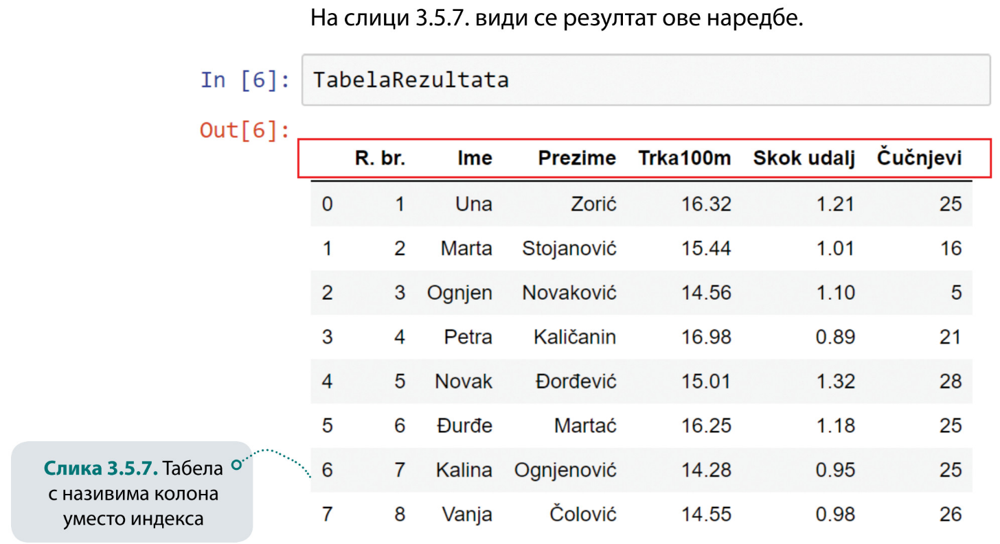 На слици 3.5.7. види се резултат ове наредбе.
In [6]: TabelaRezultata
Out[6]:
R. br. Ime Prezime Trka100m Skok udalj Čučnjevi
0 1 Una Zorić 16.32 1.21 25
1 2 Marta Stojanović 15.44 1.01 16
2 3 Ognjen Novaković 14.56 1.10 5
3 4 Petra Kaličanin 16.98 0.89 21
4 5 Novak Đorđević 15.01 1.32 28
5 6 Đurđe Martać 16.25 1.18 25
6 7 Kalina Ognjenović 14.28 0.95 25
7 8 Vanja Čolović 14.55 0.98 26
Слика 3.5.7. Табела
с називима колона
уместо индекса